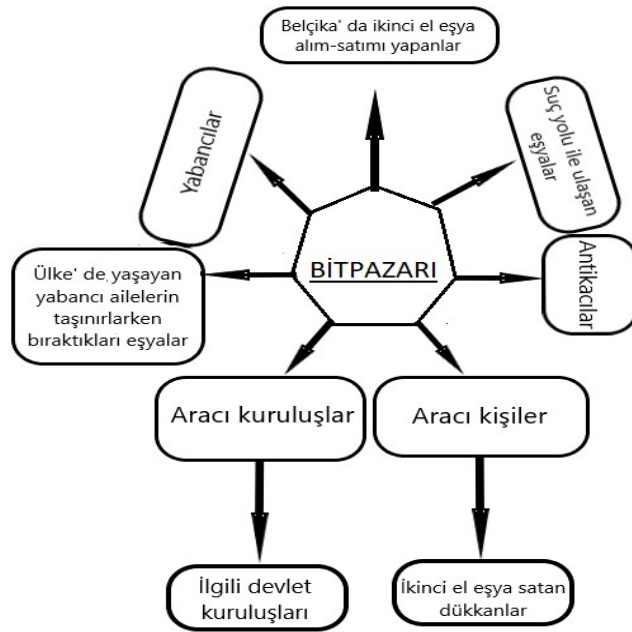 Belçika' da ikinci el eşya
alım-satımı yapanlar
Yabancılar
Suç yolu ile ulaşan
eşyalar
BİTPAZARI
Ülke' de yaşayan
yabancı ailelerin
taşınırlarken
bıraktıkları eşyalar
Antikacılar
Aracı kuruluşlar
Aracı kişiler
İlgili devlet
kuruluşları
İkinci el eşya satan
dükkanlar